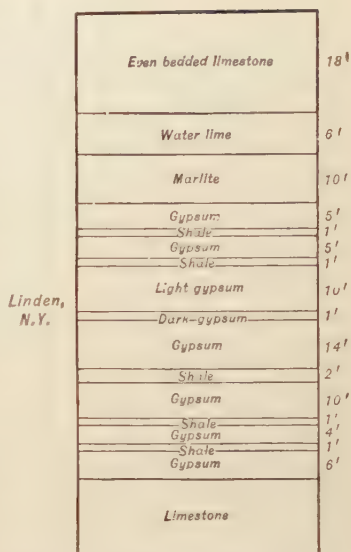 Even bedded limestone 18'
Water lime 6'
Marlite 10'
Gypsum 5'
Shale 1'
Gypsum 5'
Shale 1'
Light gypsum 10'
Linden,
N.Y.
Dark-gypsum 1'
Gypsum 14'
Shale 2'
Gypsum 10'
Shale 1'
Gypsum 4'
Shale 1'
Gypsum 6'
Limestone